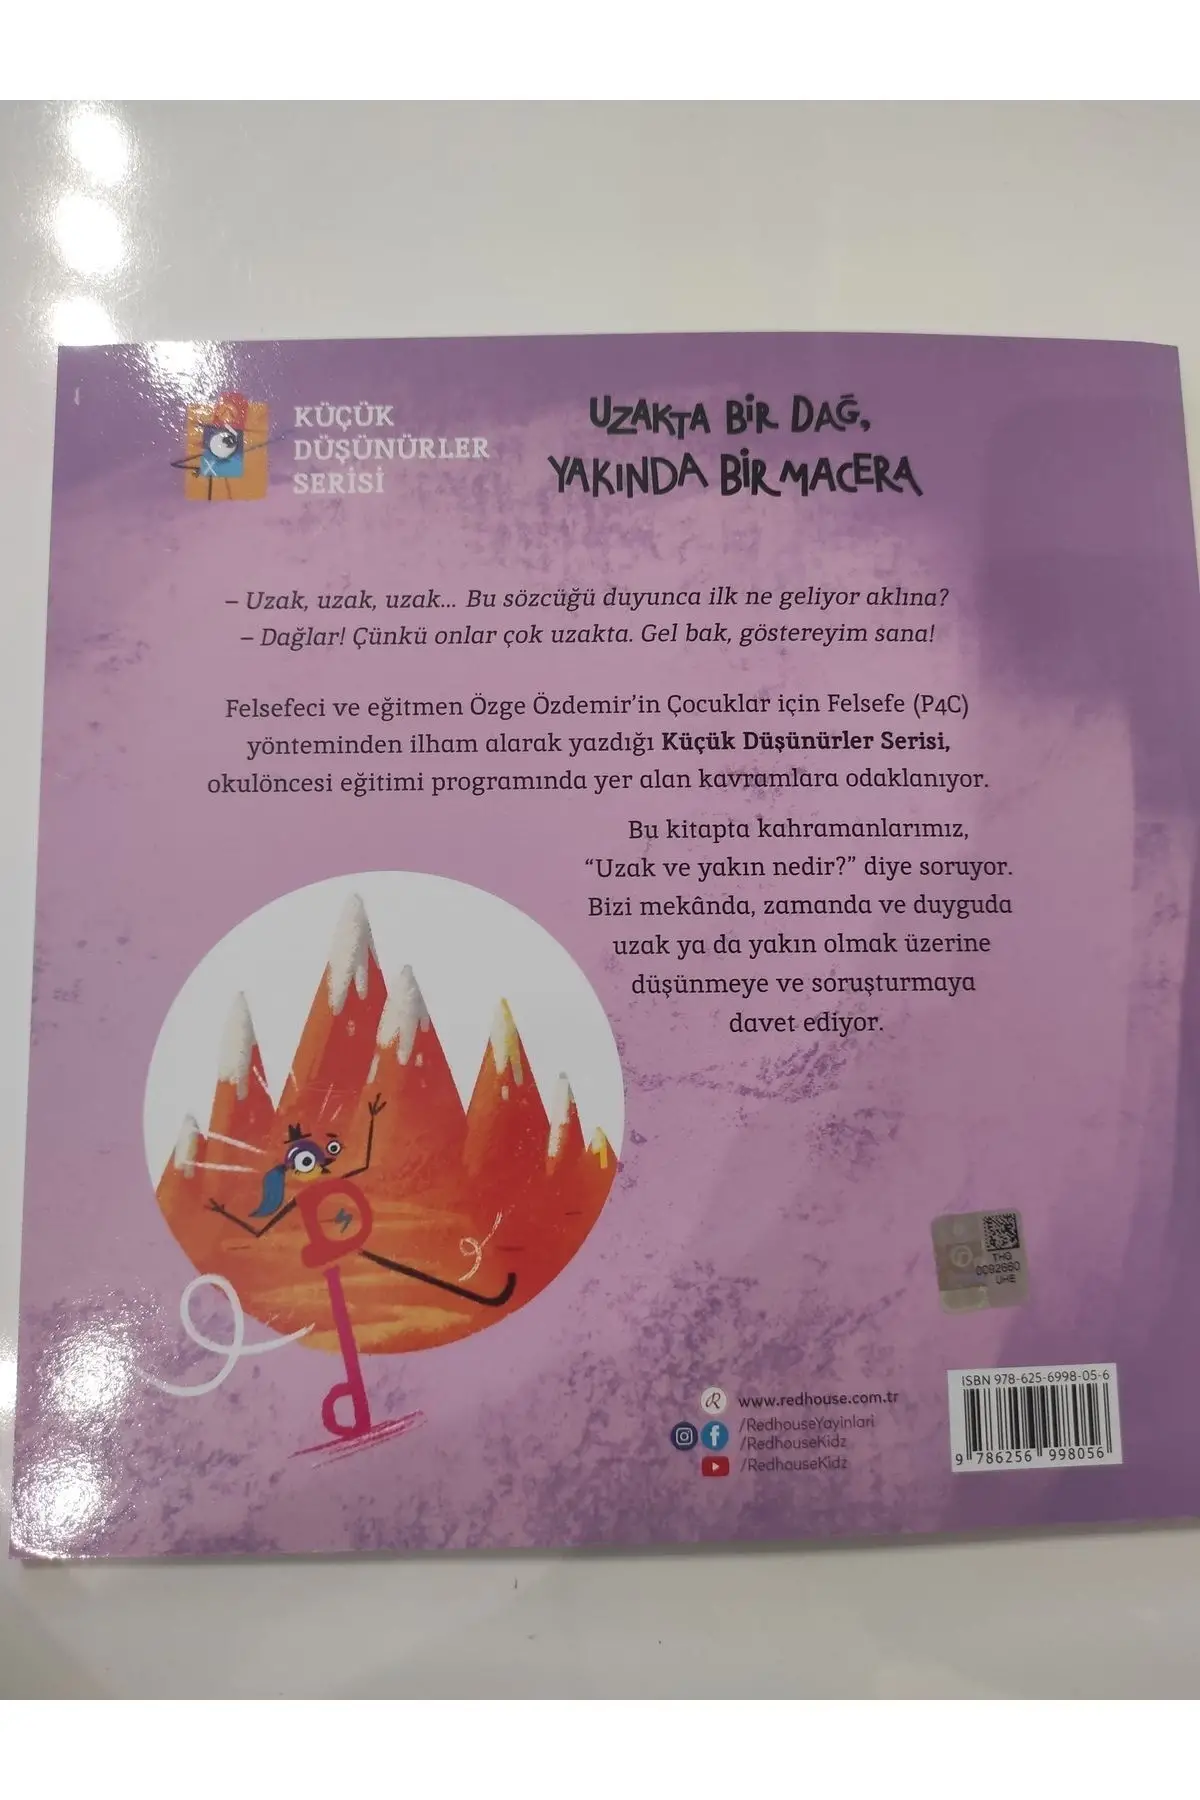 KÜÇÜK
DÜŞÜNÜRLER
SERİSİ
UZAKTA BİR DAĞ,
YAKINDA BİR MACERA
– Uzak, uzak, uzak... Bu sözcüğü duyunca ilk ne geliyor aklına?
– Dağlar! Çünkü onlar çok uzakta. Gel bak, göstereyim sana!
Felsefeci ve eğitmen Özge Özdemir’in Çocuklar için Felsefe (P4C)
yönteminden ilham alarak yazdığı Küçük Düşünürler Serisi,
okulöncesi eğitimi programında yer alan kavramlara odaklanıyor.
Bu kitapta kahramanlarımız,
“Uzak ve yakın nedir?” diye soruyor.
Bizi mekânda, zamanda ve duyguda
uzak ya da yakın olmak üzerine
düşünmeye ve soruşturmaya
davet ediyor.
THG
0092660
UHE
www.redhouse.com.tr
/RedhouseYayinlari
/RedhouseKidz
/RedhouseKidz
ISBN 978-625-6998-05-6
9 786256 998056